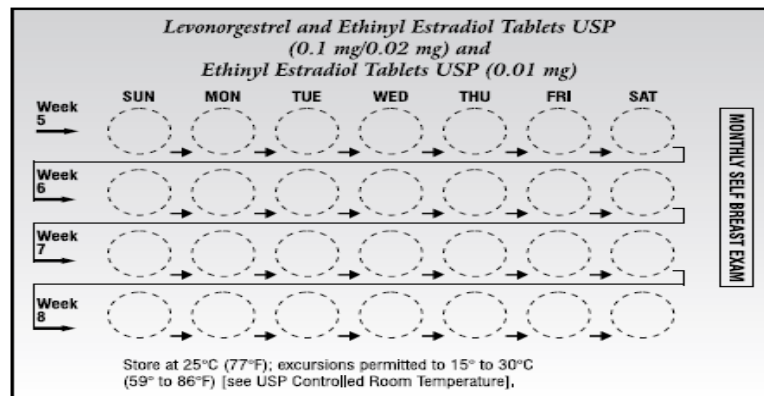 Levonorgestrel and Ethinyl Estradiol Tablets USP
(0.1 mg/0.02 mg) and
Ethinyl Estradiol Tablets USP (0.01 mg)
SUN MON TUE WED THU FRI SAT
Week
5
Week
6
Week
7
Week
8
MONTHLY SELF BREAST EXAM
Store at 25°C (77°F); excursions permitted to 15° to 30°C
(59° to 86°F) [see USP Controlled Room Temperature].